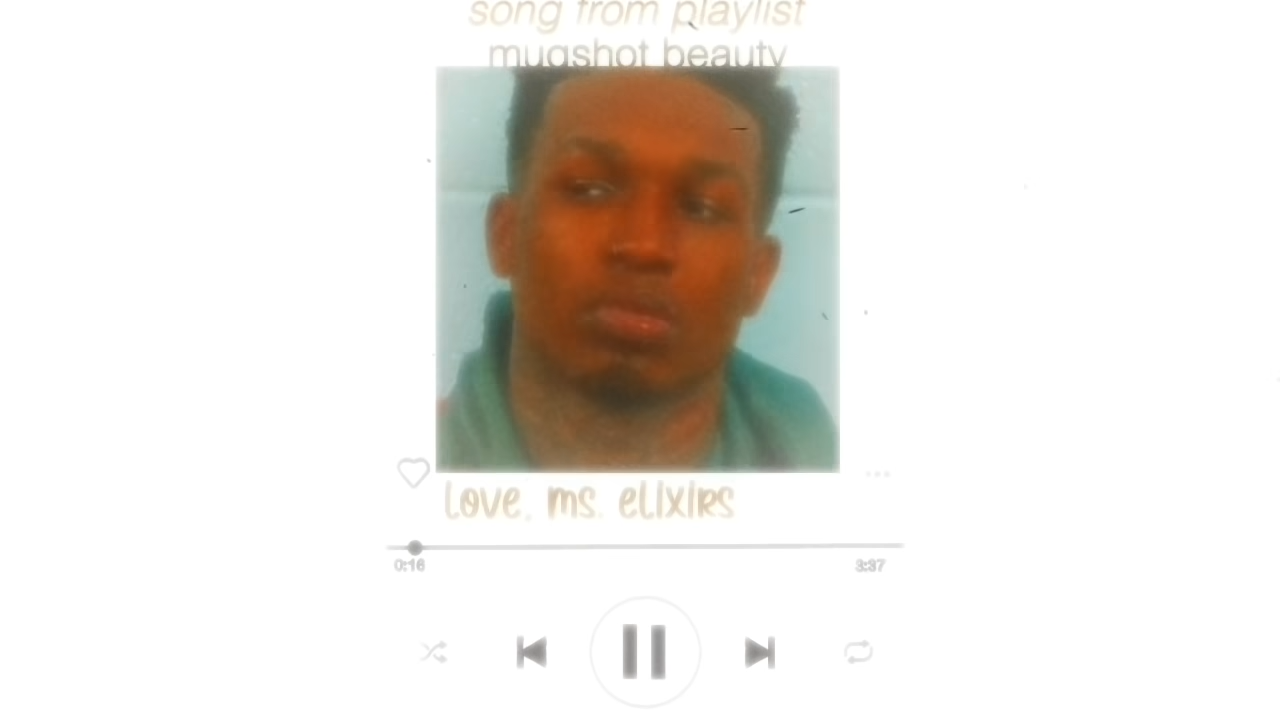 song from playlist
mugshot beauty
love, ms. elixirs
0:16
3:37